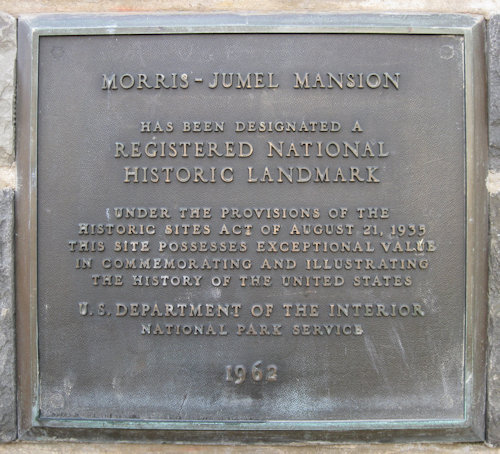 MORRIS-JUMEL MANSION
HAS BEEN DESIGNATED A
REGISTERED NATIONAL
HISTORIC LANDMARK
UNDER THE PROVISIONS OF THE
HISTORIC SITES ACT OF AUGUST 21, 1935
THIS SITE POSSESSES EXCEPTIONAL VALUE
IN COMMEMORATING AND ILLUSTRATING
THE HISTORY OF THE UNITED STATES
U.S. DEPARTMENT OF THE INTERIOR
NATIONAL PARK SERVICE
1962